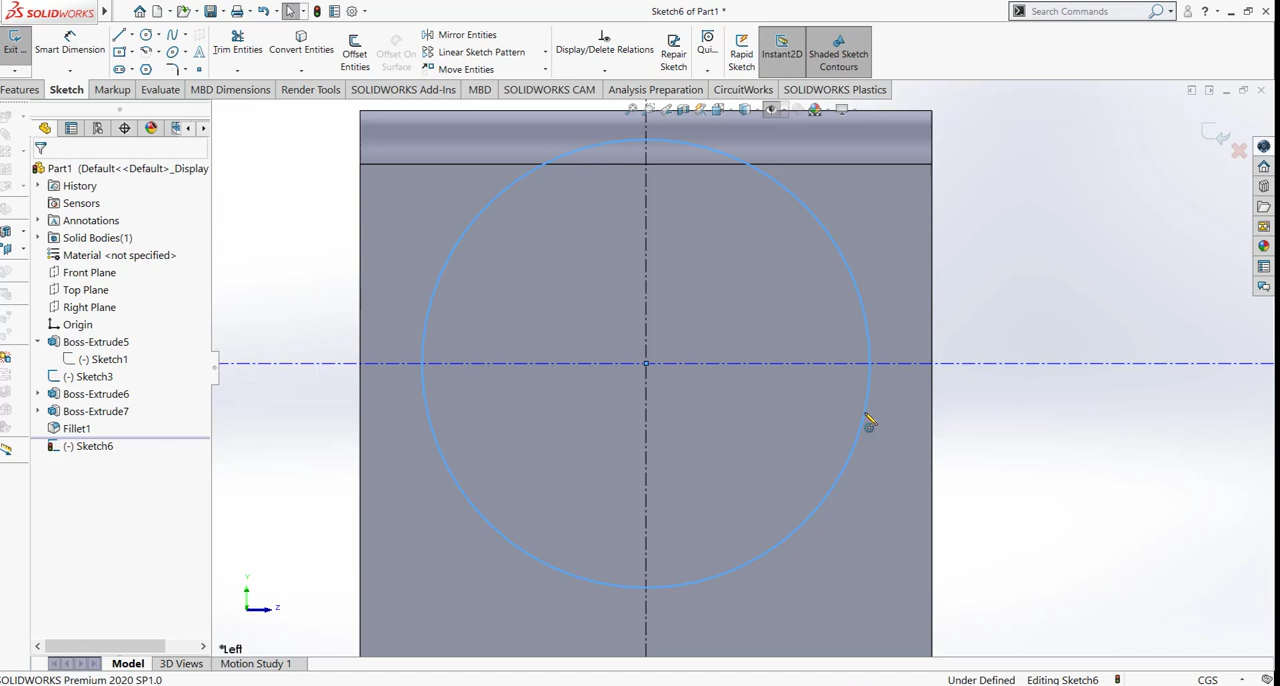 SOLIDWORKS
Sketch6 of Part1 *
Search Commands
?
Exit ...
Smart Dimension
Trim Entities
Convert Entities
Offset Entities
Offset On Surface
Mirror Entities
Linear Sketch Pattern
Move Entities
Display/Delete Relations
Repair Sketch
Qui...
Rapid Sketch
Instant2D
Shaded Sketch Contours
Features
Sketch
Markup
Evaluate
MBD Dimensions
Render Tools
SOLIDWORKS Add-Ins
MBD
SOLIDWORKS CAM
Analysis Preparation
CircuitWorks
SOLIDWORKS Plastics
Part1 (Default<<Default>_Display
History
Sensors
Annotations
Solid Bodies(1)
Material <not specified>
Front Plane
Top Plane
Right Plane
Origin
Boss-Extrude5
(-) Sketch1
(-) Sketch3
Boss-Extrude6
Boss-Extrude7
Fillet1
(-) Sketch6
Y
Z
*Left
Model
3D Views
Motion Study 1
SOLIDWORKS Premium 2020 SP1.0
Under Defined
Editing Sketch6
CGS
-